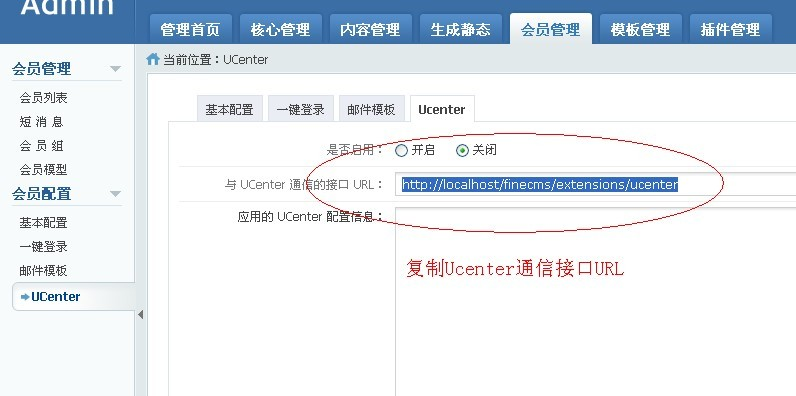 Admin
管理首页 核心管理 内容管理 生成静态 会员管理 模板管理 插件管理
当前位置：UCenter
会员管理
会员列表
短 消 息
会 员 组
会员模型
会员配置
基本配置
一键登录
邮件模板
UCenter
基本配置 一键登录 邮件模板 Ucenter
是否启用： 开启 关闭
与 UCenter 通信的接口 URL： http://localhost/finecms/extensions/ucenter
应用的 UCenter 配置信息：
复制Ucenter通信接口URL